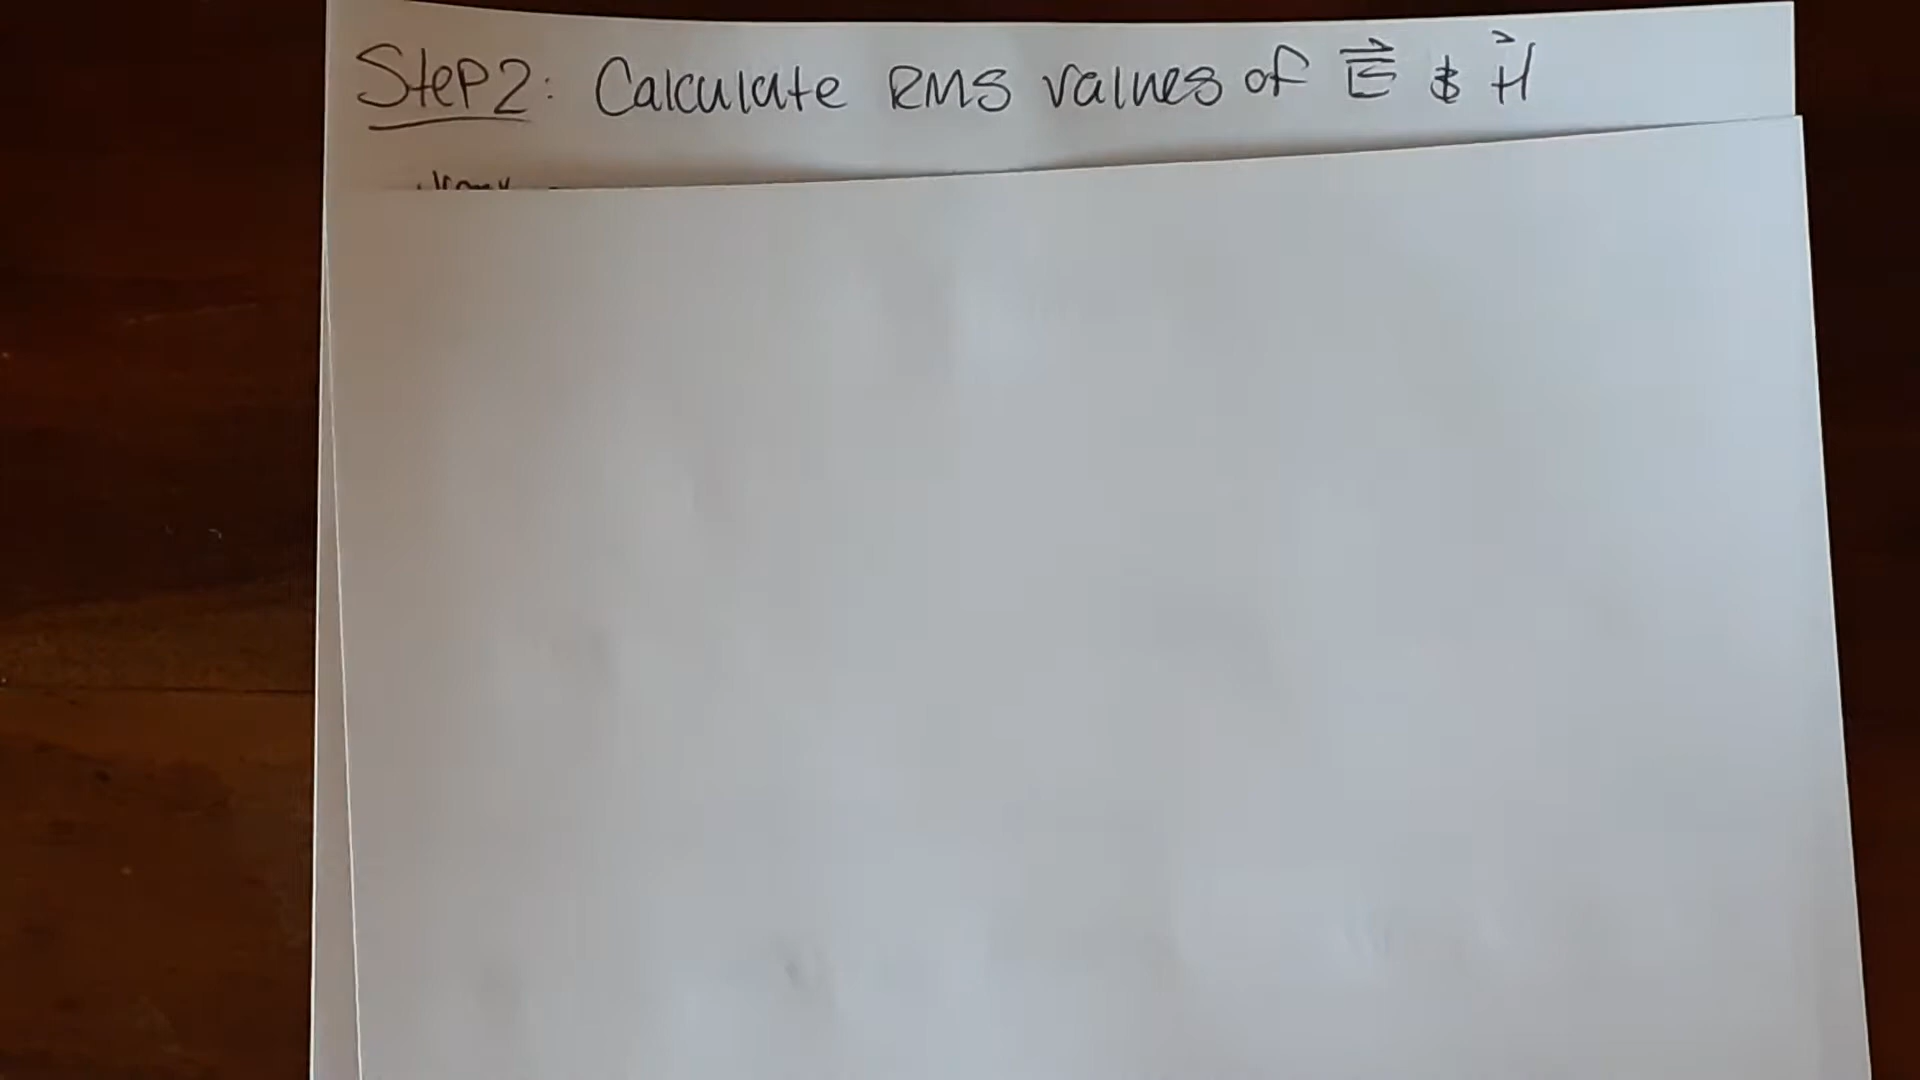 Step 2: Calculate RMS values of E⃗ & H⃗